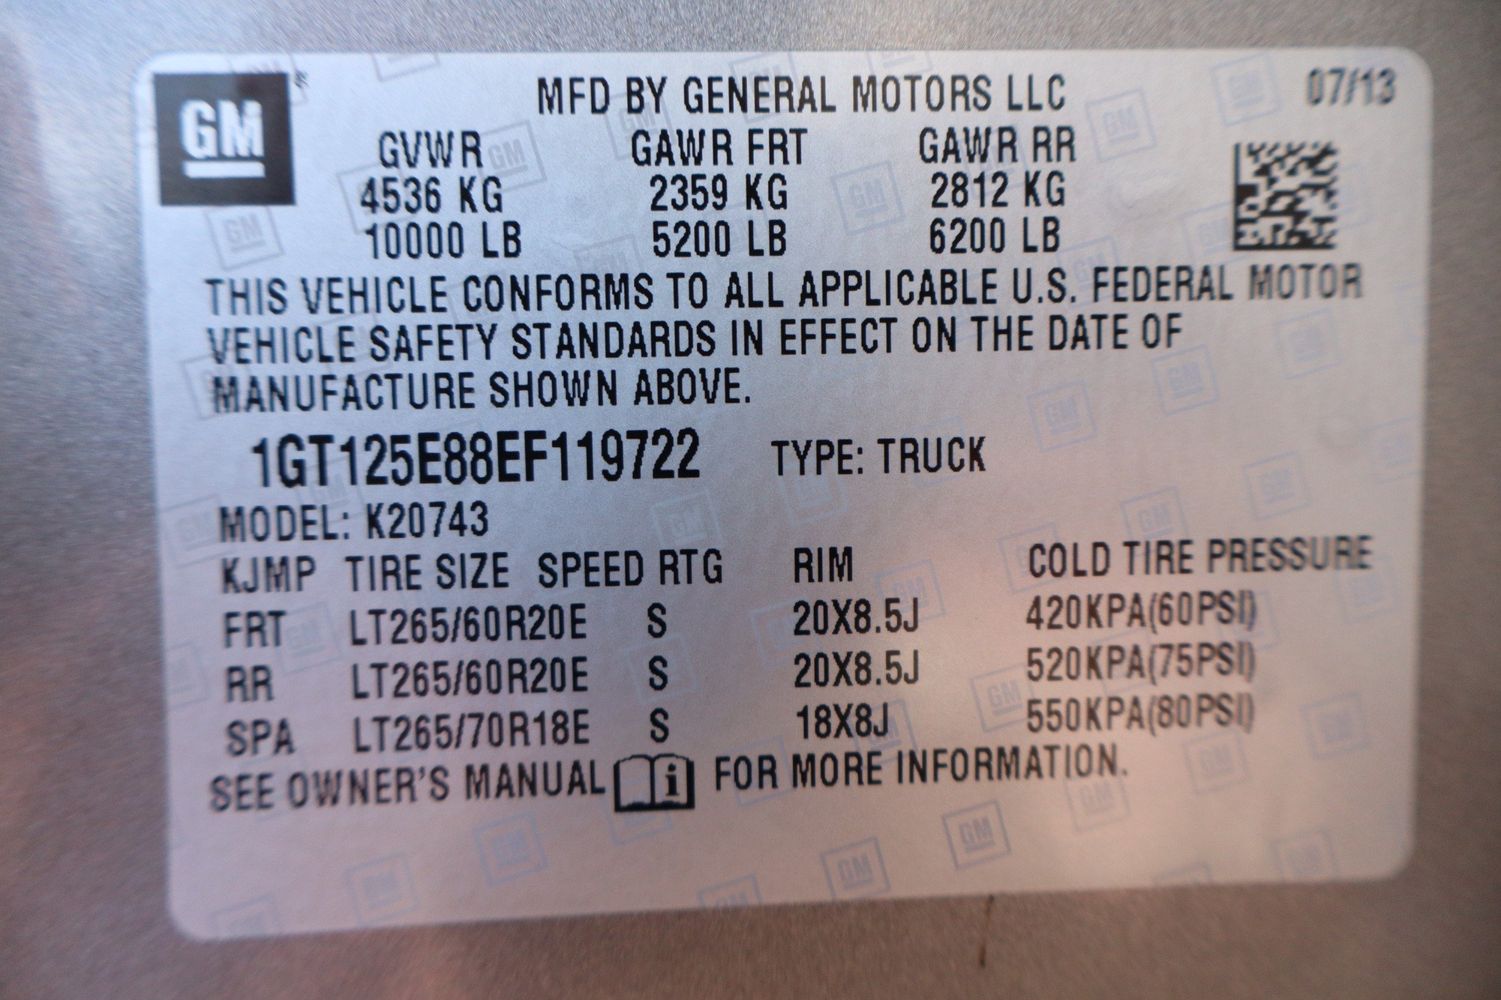 GM
MFD BY GENERAL MOTORS LLC 07/13
GVWR GAWR FRT GAWR RR
4536 KG 2359 KG 2812 KG
10000 LB 5200 LB 6200 LB
THIS VEHICLE CONFORMS TO ALL APPLICABLE U.S. FEDERAL MOTOR
VEHICLE SAFETY STANDARDS IN EFFECT ON THE DATE OF
MANUFACTURE SHOWN ABOVE.
1GT125E88EF119722 TYPE: TRUCK
MODEL: K20743
KJMP TIRE SIZE SPEED RTG RIM COLD TIRE PRESSURE
FRT LT265/60R20E S 20X8.5J 420KPA(60PSI)
RR LT265/60R20E S 20X8.5J 520KPA(75PSI)
SPA LT265/70R18E S 18X8J 550KPA(80PSI)
SEE OWNER'S MANUAL i FOR MORE INFORMATION.